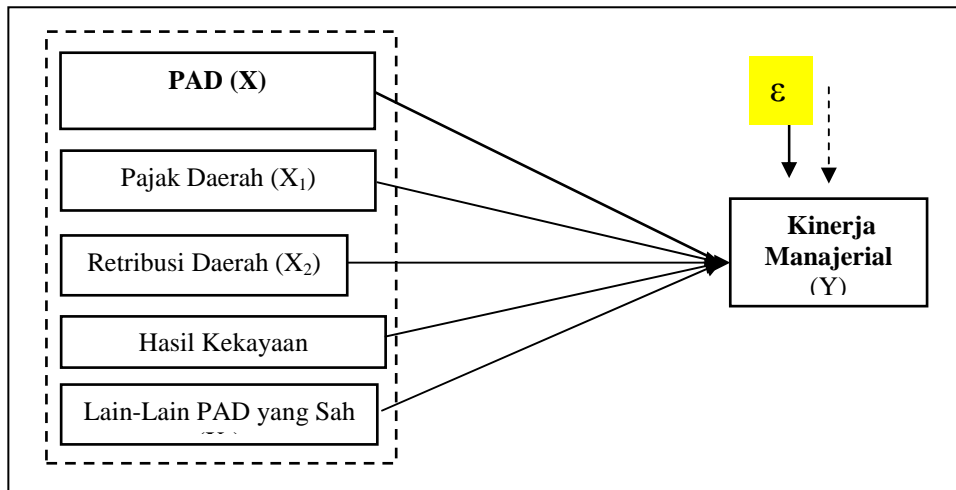 PAD (X)
ε
Pajak Daerah (X₁)
Retribusi Daerah (X₂)
Kinerja
Manajerial
(Y)
Hasil Kekayaan
Lain-Lain PAD yang Sah